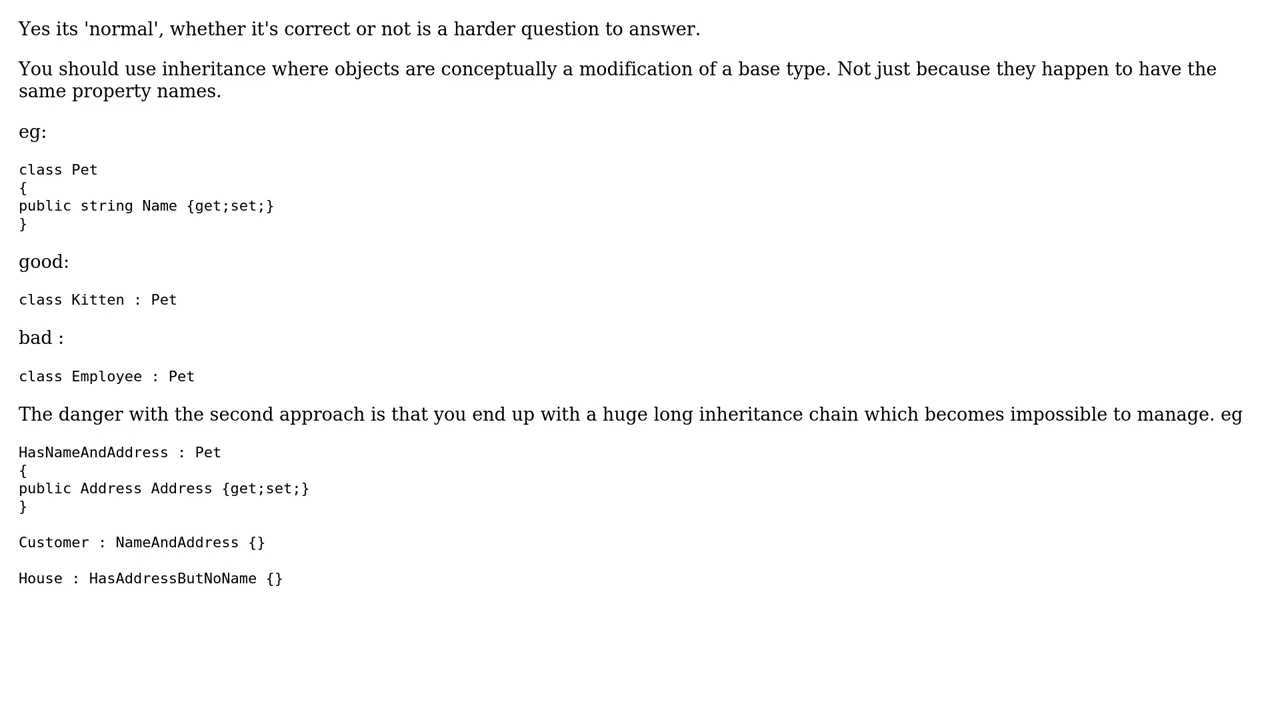 Yes its 'normal', whether it's correct or not is a harder question to answer.
You should use inheritance where objects are conceptually a modification of a base type. Not just because they happen to have the
same property names.
eg:
class Pet
{
public string Name {get;set;}
}
good:
class Kitten : Pet
bad :
class Employee : Pet
The danger with the second approach is that you end up with a huge long inheritance chain which becomes impossible to manage. eg
HasNameAndAddress : Pet
{
public Address Address {get;set;}
}
Customer : NameAndAddress {}
House : HasAddressButNoName {}